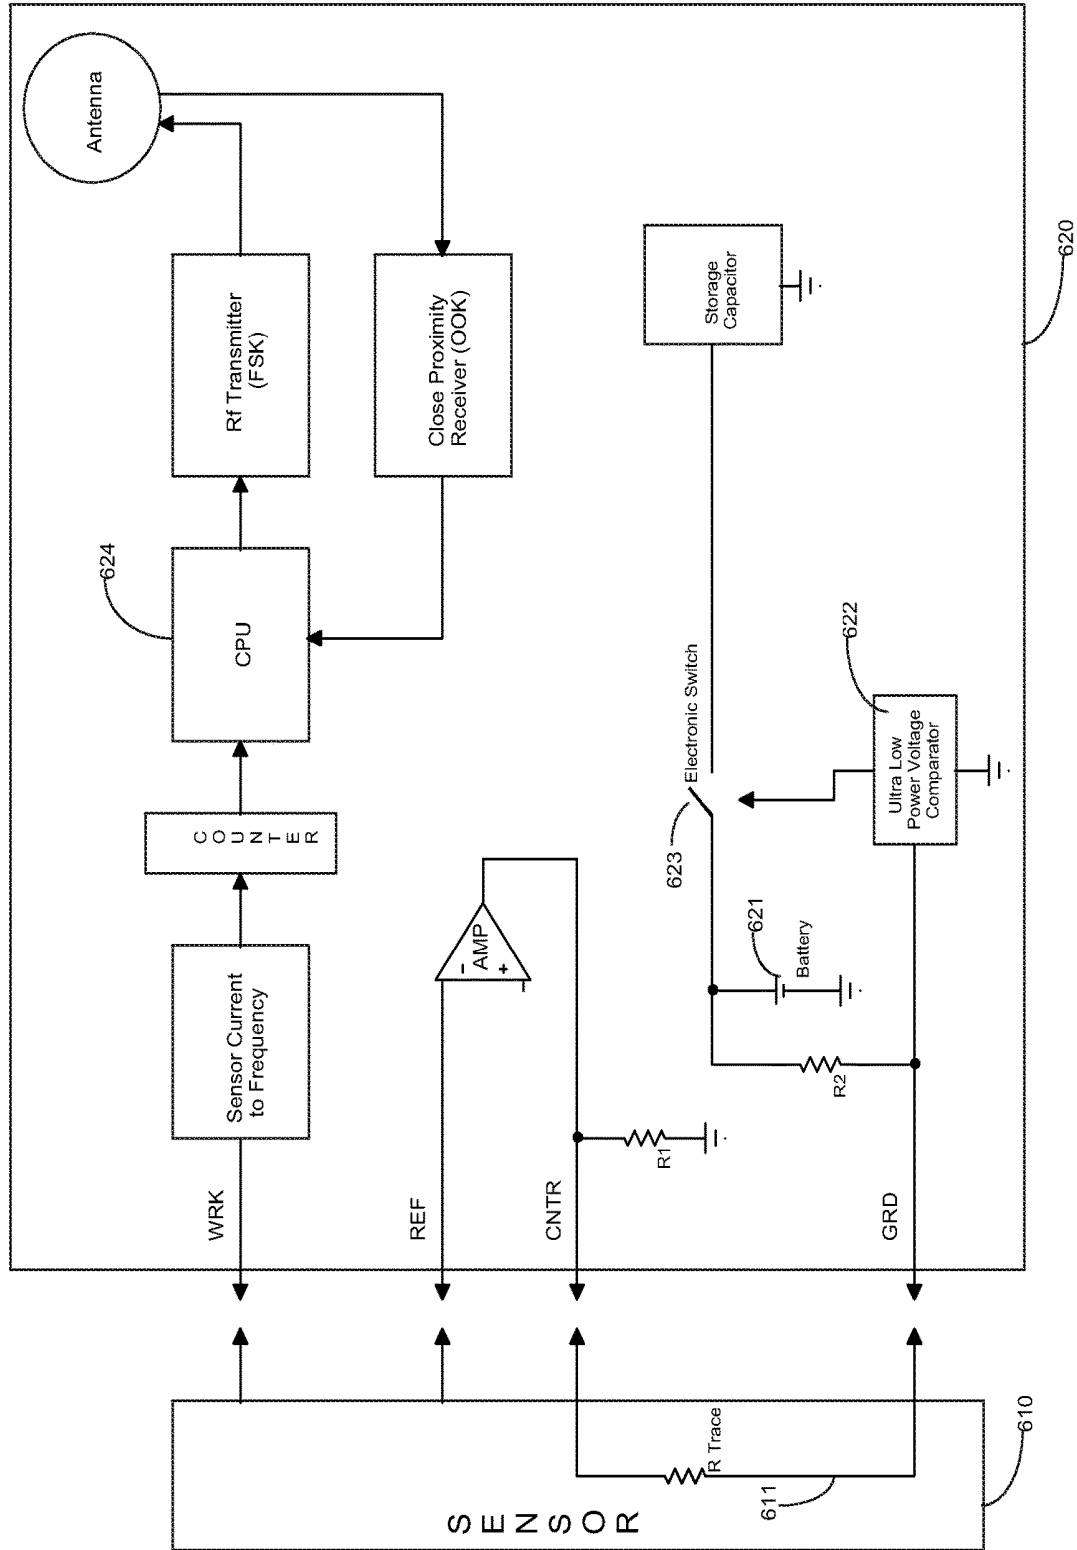 SENSOR
R Trace
611
610
WRK
REF
CNTR
GRD
Sensor Current
to Frequency
COUNTER
CPU
624
Rf Transmitter
(FSK)
Antenna
Close Proximity
Receiver (OOK)
AMP
-
+
R1
R2
621
Battery
623
Electronic Switch
Ultra Low
Power Voltage
Comparator
622
Storage
Capacitor
620